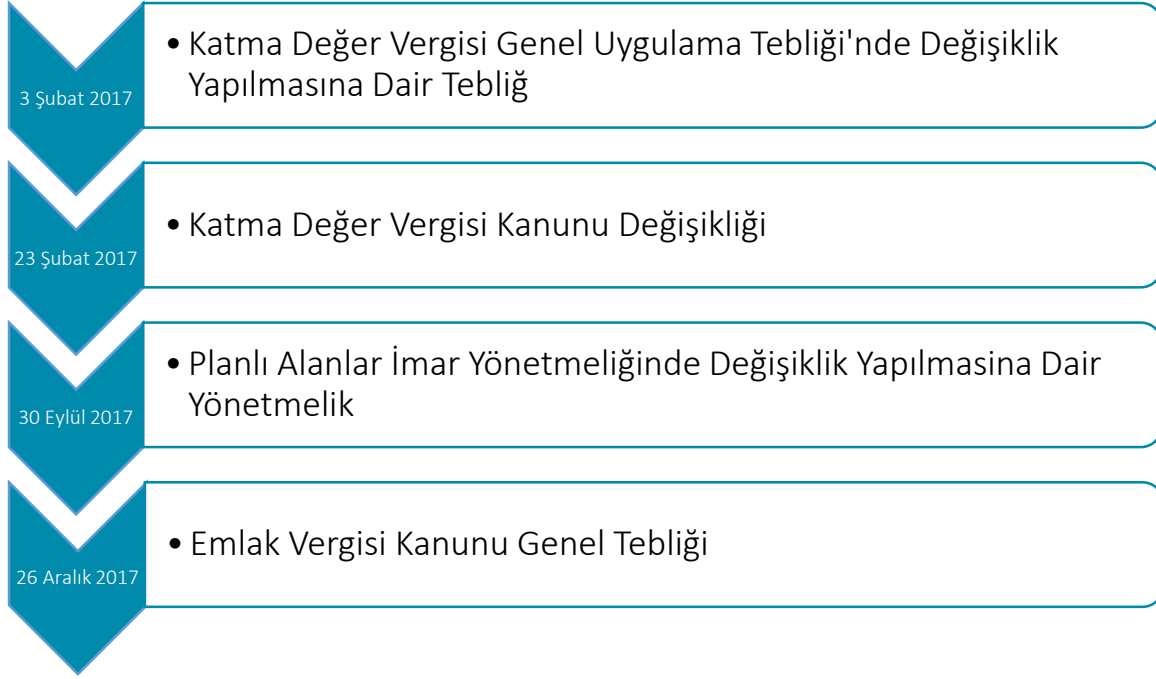 3 Şubat 2017
• Katma Değer Vergisi Genel Uygulama Tebliği'nde Değişiklik
Yapılmasına Dair Tebliğ
23 Şubat 2017
• Katma Değer Vergisi Kanunu Değişikliği
30 Eylül 2017
• Planlı Alanlar İmar Yönetmeliğinde Değişiklik Yapılmasina Dair
Yönetmelik
26 Aralık 2017
• Emlak Vergisi Kanunu Genel Tebliği